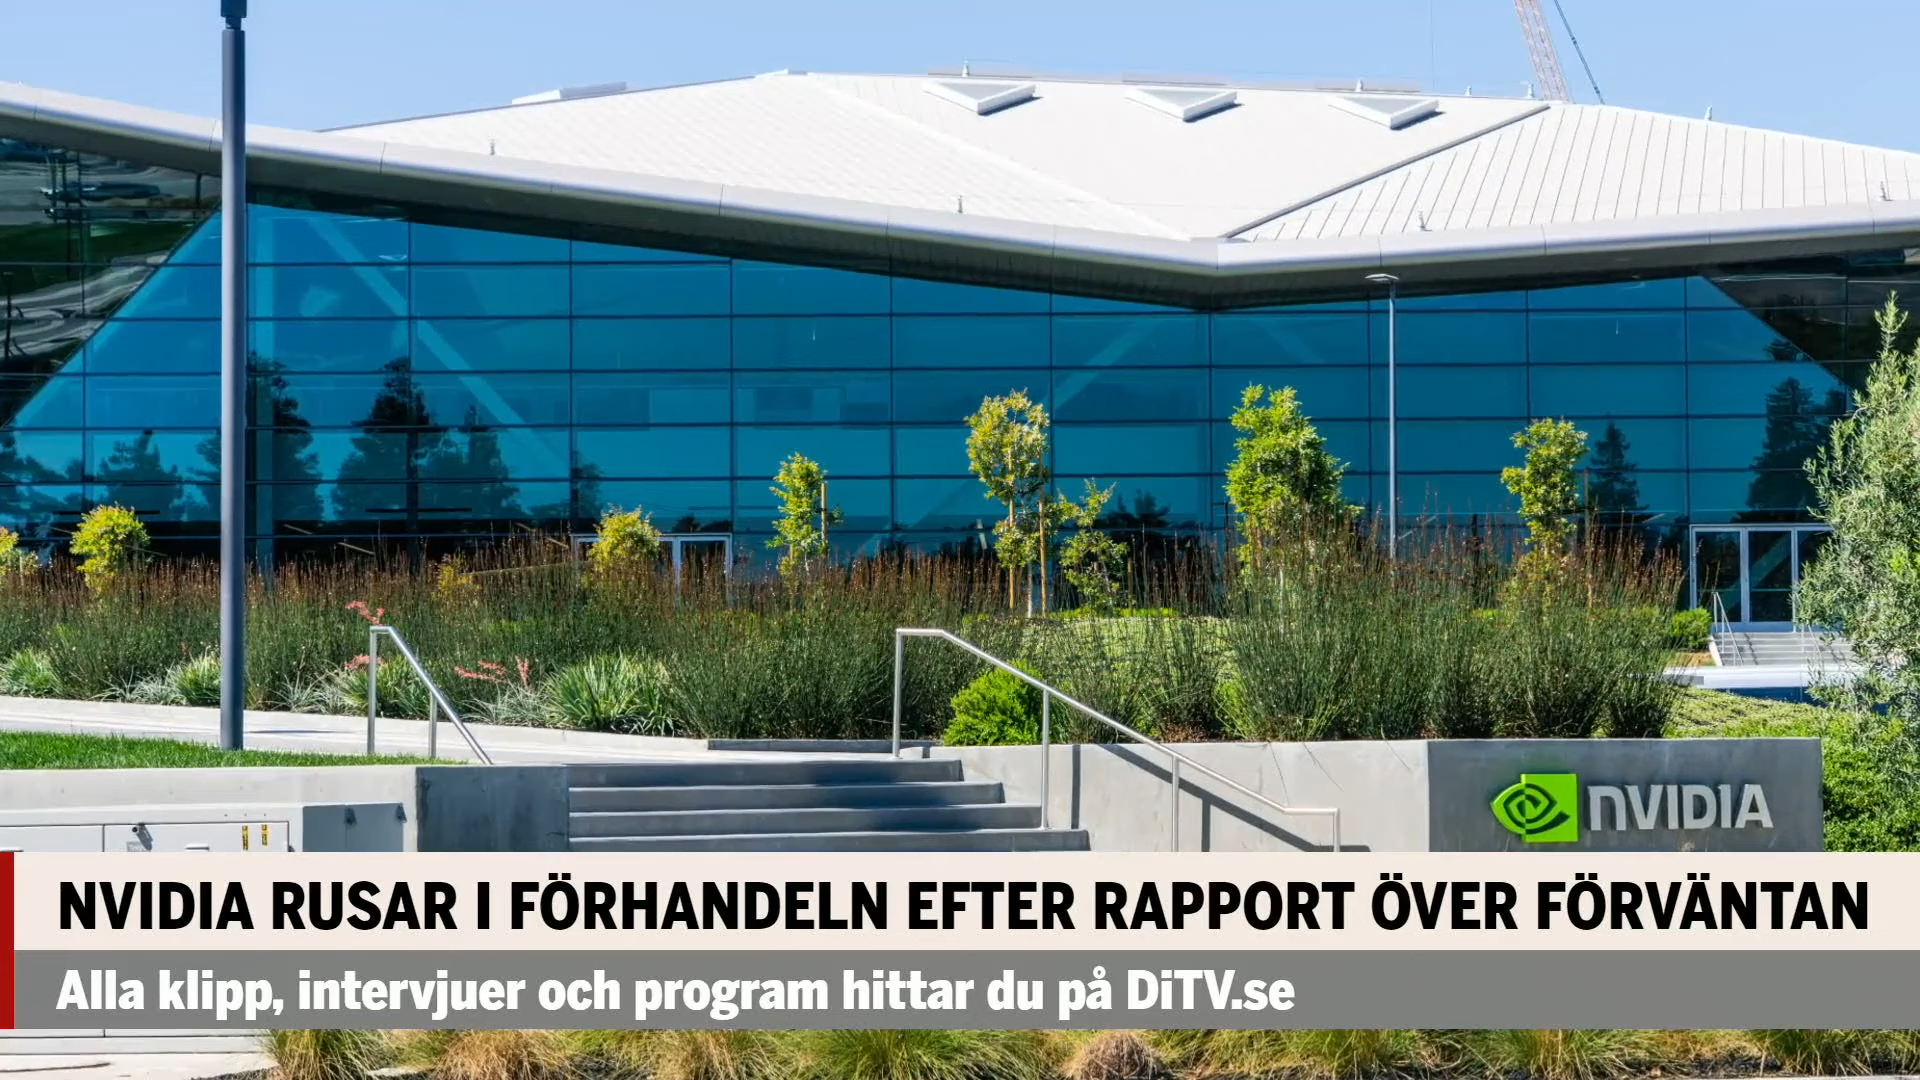 NVIDIA
NVIDIA RUSAR I FÖRHANDELN EFTER RAPPORT ÖVER FÖRVÄNTAN
Alla klipp, intervjuer och program hittar du på DiTV.se